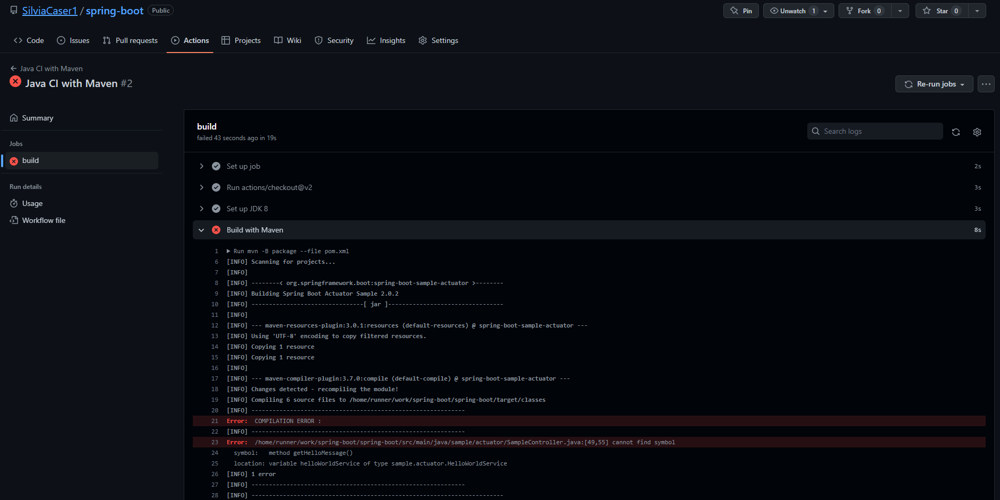 SilviaCaser1 / spring-boot Public
Pin Unwatch 1 Fork 0 Star 0
Code Issues Pull requests Actions Projects Wiki Security Insights Settings
Java CI with Maven
Java CI with Maven #2
Re-run jobs
Summary
Jobs
build
Run details
Usage
Workflow file
build
failed 43 seconds ago in 19s
Search logs
Set up job 2s
Run actions/checkout@v2 3s
Set up JDK 8 3s
Build with Maven 8s
1 Run mvn -B package --file pom.xml
6 [INFO] Scanning for projects...
7 [INFO]
8 [INFO] --------< org.springframework.boot:spring-boot-sample-actuator >--------
9 [INFO] Building Spring Boot Actuator Sample 2.0.2
10 [INFO] --------------------------------[ jar ]---------------------------------
11 [INFO]
12 [INFO] --- maven-resources-plugin:3.0.1:resources (default-resources) @ spring-boot-sample-actuator ---
13 [INFO] Using 'UTF-8' encoding to copy filtered resources.
14 [INFO] Copying 1 resource
15 [INFO] Copying 1 resource
16 [INFO]
17 [INFO] --- maven-compiler-plugin:3.7.0:compile (default-compile) @ spring-boot-sample-actuator ---
18 [INFO] Changes detected - recompiling the module!
19 [INFO] Compiling 6 source files to /home/runner/work/spring-boot/spring-boot/target/classes
20 [INFO] -------------------------------------------------------------
21 Error:  COMPILATION ERROR :
22 [INFO] -------------------------------------------------------------
23 Error:  /home/runner/work/spring-boot/spring-boot/src/main/java/sample/actuator/SampleController.java:[49,55] cannot find symbol
24 symbol:   method getHelloMessage()
25 location: variable helloWorldService of type sample.actuator.HelloWorldService
26 [INFO] 1 error
27 [INFO] -------------------------------------------------------------
28 [INFO] ------------------------------------------------------------------------